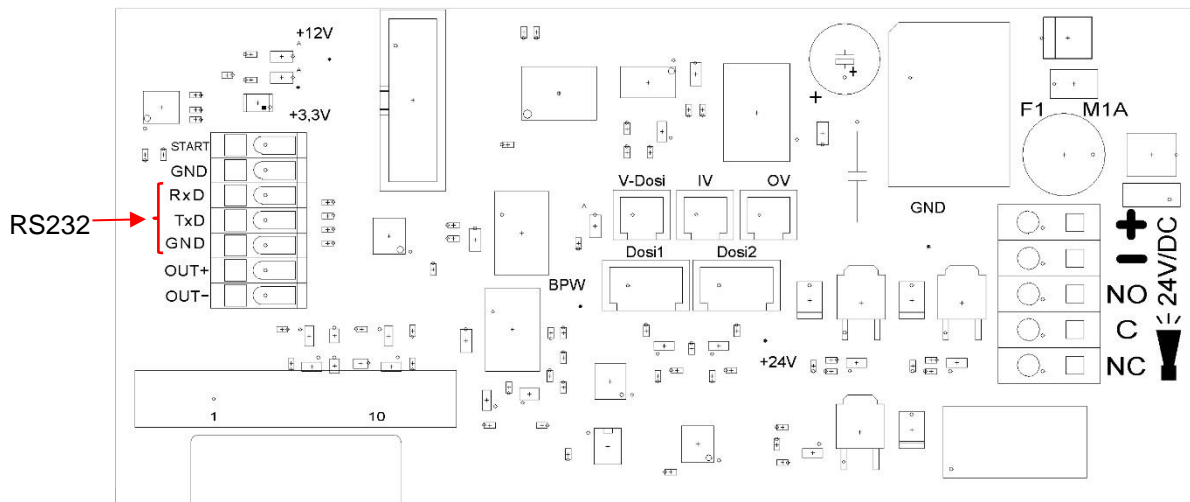 +12V
A
A
+3,3V
START
GND
RxD
TxD
GND
OUT+
OUT−
RS232
1
10
V-Dosi
IV
OV
A
Dosi1
Dosi2
BPW
+24V
+
+
GND
F1
M1A
+
−
NO
C
NC
24V/DC